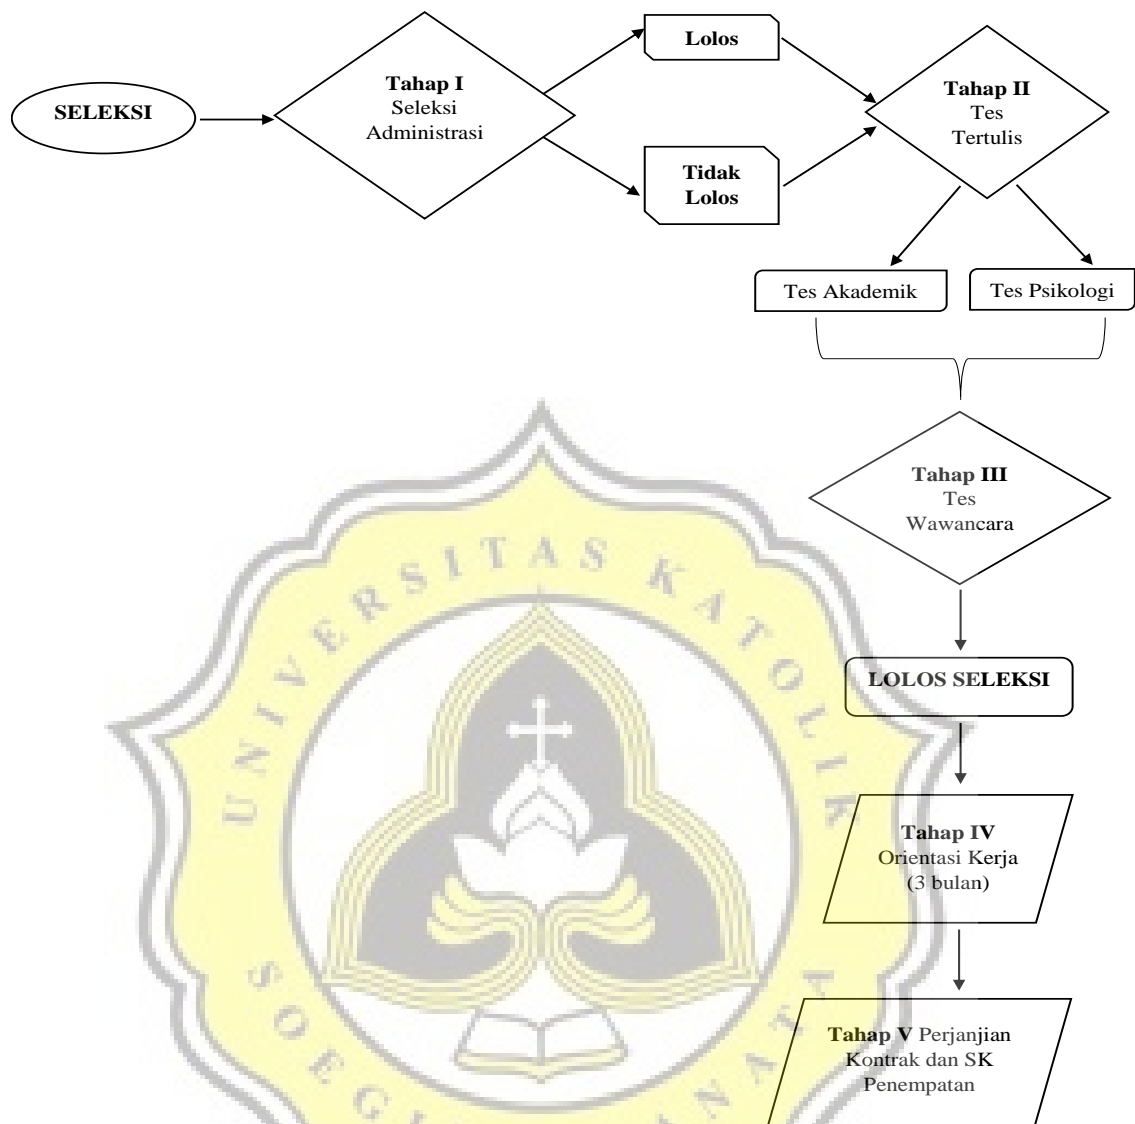 SELEKSI
Tahap I
Seleksi
Administrasi
Lolos
Tidak
Lolos
Tahap II
Tes
Tertulis
Tes Akademik
Tes Psikologi
Tahap III
Tes
Wawancara
LOLOS SELEKSI
Tahap IV
Orientasi Kerja
(3 bulan)
Tahap V Perjanjian
Kontrak dan SK
Penempatan
UNIVERSITAS KATOLIK